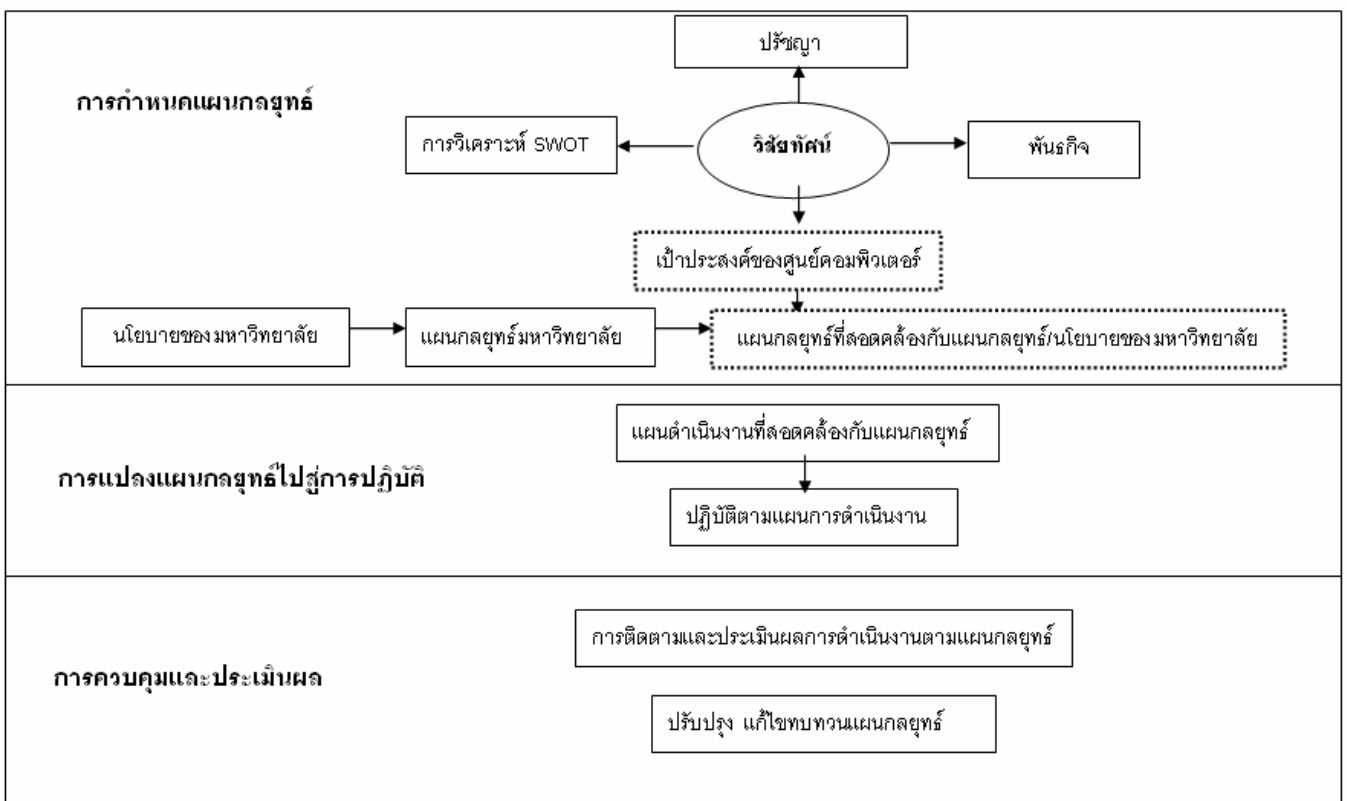 ปรัชญา
การกำหนดแผนกลยุทธ์
การวิเคราะห์ SWOT
วิสัยทัศน์
พันธกิจ
เป้าประสงค์ของศูนย์คอมพิวเตอร์
นโยบายของมหาวิทยาลัย
แผนกลยุทธ์มหาวิทยาลัย
แผนกลยุทธ์ที่สอดคล้องกับแผนกลยุทธ์/นโยบายของมหาวิทยาลัย
แผนดำเนินงานที่สอดคล้องกับแผนกลยุทธ์
การแปลงแผนกลยุทธ์ไปสู่การปฏิบัติ
ปฏิบัติตามแผนการดำเนินงาน
การติดตามและประเมินผลการดำเนินงานตามแผนกลยุทธ์
การควบคุมและประเมินผล
ปรับปรุง แก้ไขทบทวนแผนกลยุทธ์